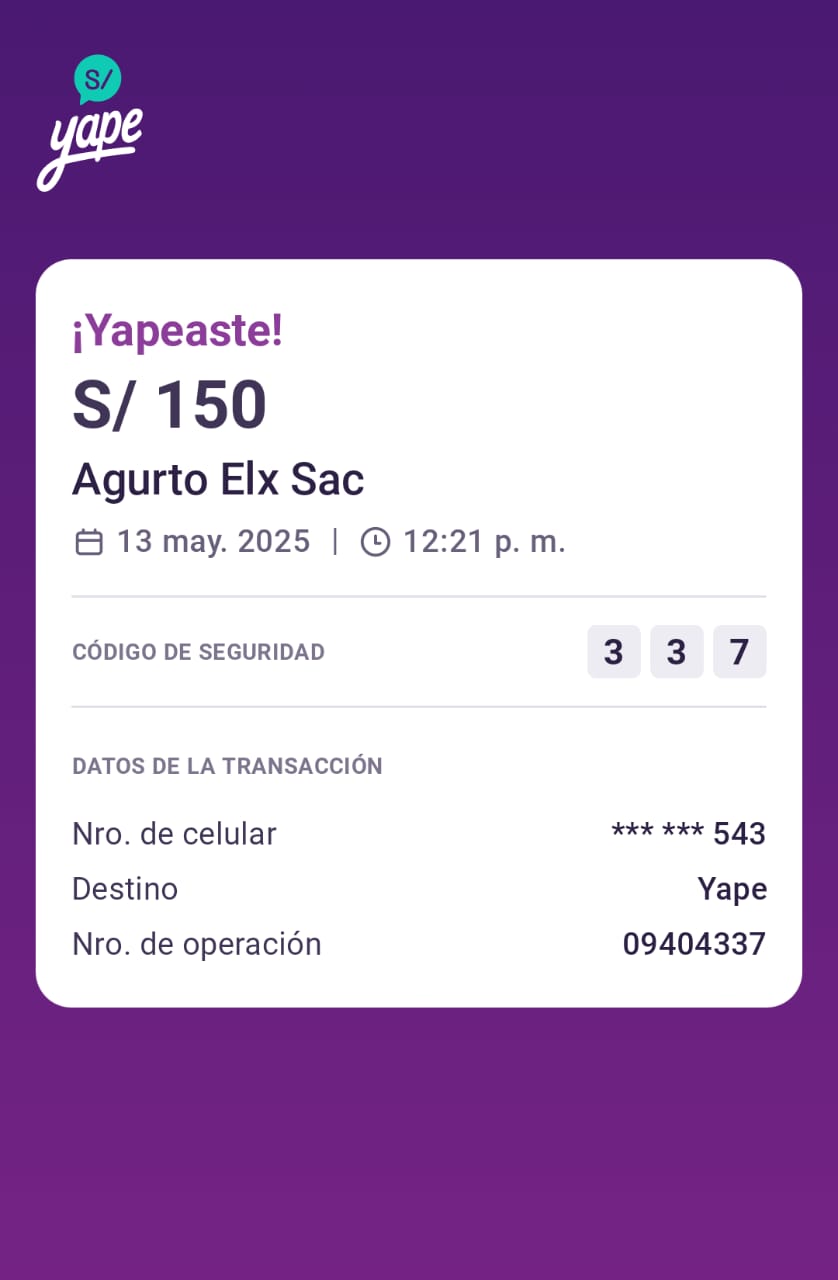 S/
yape
¡Yapeaste!
S/ 150
Agurto Elx Sac
13 may. 2025 | 12:21 p. m.
CÓDIGO DE SEGURIDAD 3 3 7
DATOS DE LA TRANSACCIÓN
Nro. de celular *** *** 543
Destino Yape
Nro. de operación 09404337